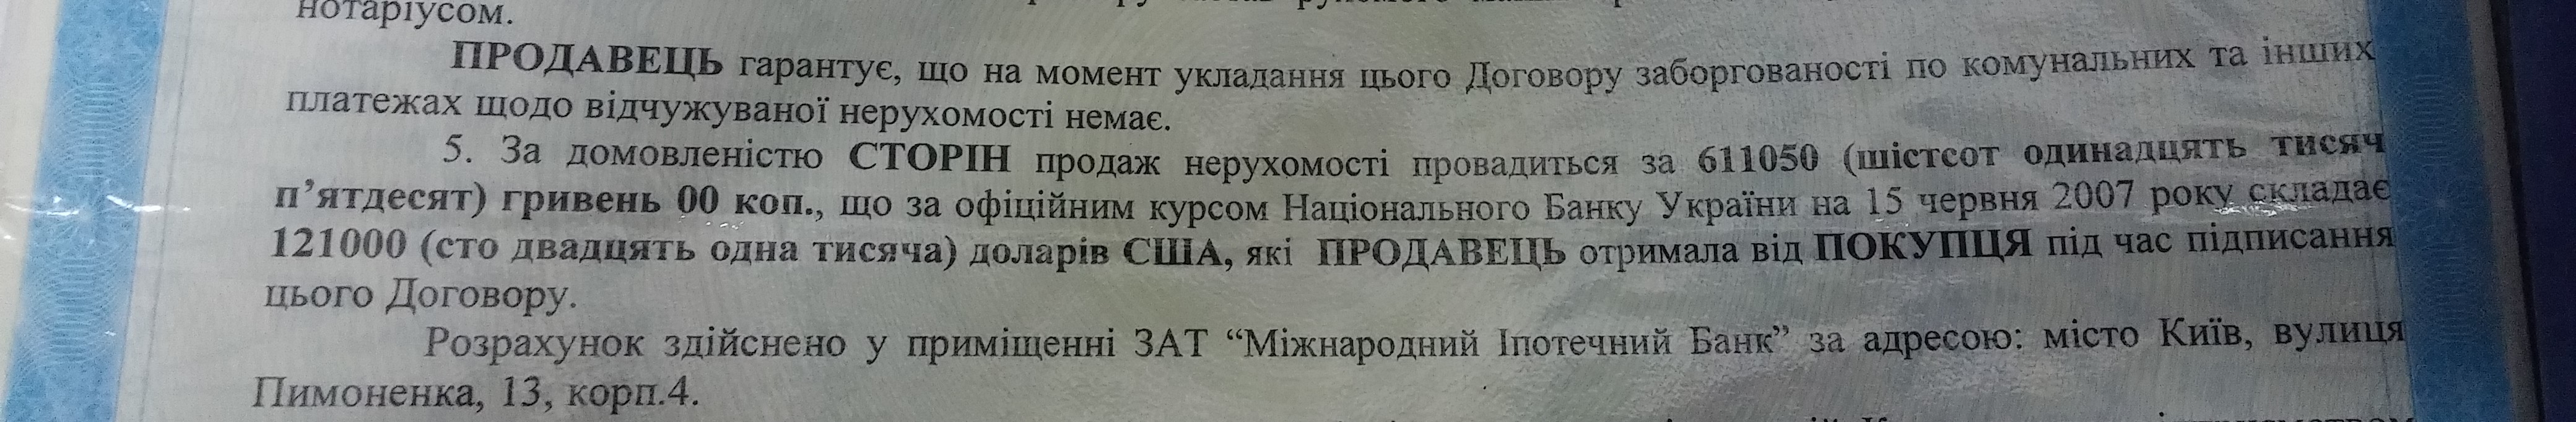 нотаріусом.
ПРОДАВЕЦЬ гарантує, що на момент укладання цього Договору заборгованості по комунальних та інших
платежах щодо відчужуваної нерухомості немає.
5. За домовленістю СТОРІН продаж нерухомості провадиться за 611050 (шістсот одинадцять тисяч
п’ятдесят) гривень 00 коп., що за офіційним курсом Національного Банку України на 15 червня 2007 року складає
121000 (сто двадцять одна тисяча) доларів США, які ПРОДАВЕЦЬ отримала від ПОКУПЦЯ під час підписання
цього Договору.
Розрахунок здійснено у приміщенні ЗАТ “Міжнародний Іпотечний Банк” за адресою: місто Київ, вулиця
Пимоненка, 13, корп.4.